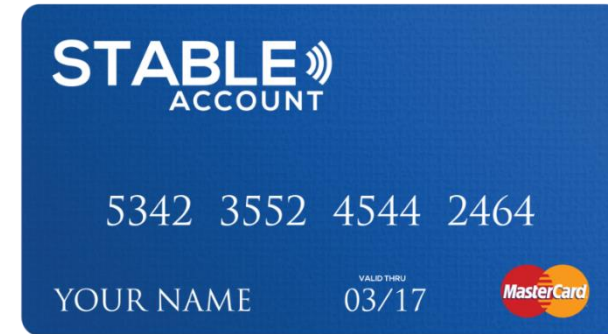 STABLE
ACCOUNT
5342 3552 4544 2464
VALID THRU
YOUR NAME 03/17
MasterCard